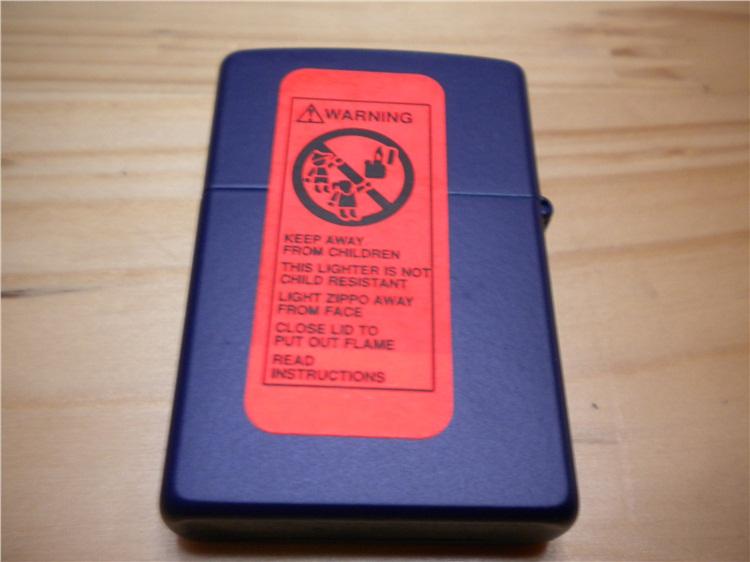 WARNING
KEEP AWAY
FROM CHILDREN
THIS LIGHTER IS NOT
CHILD RESISTANT
LIGHT ZIPPO AWAY
FROM FACE
CLOSE LID TO
PUT OUT FLAME
READ
INSTRUCTIONS